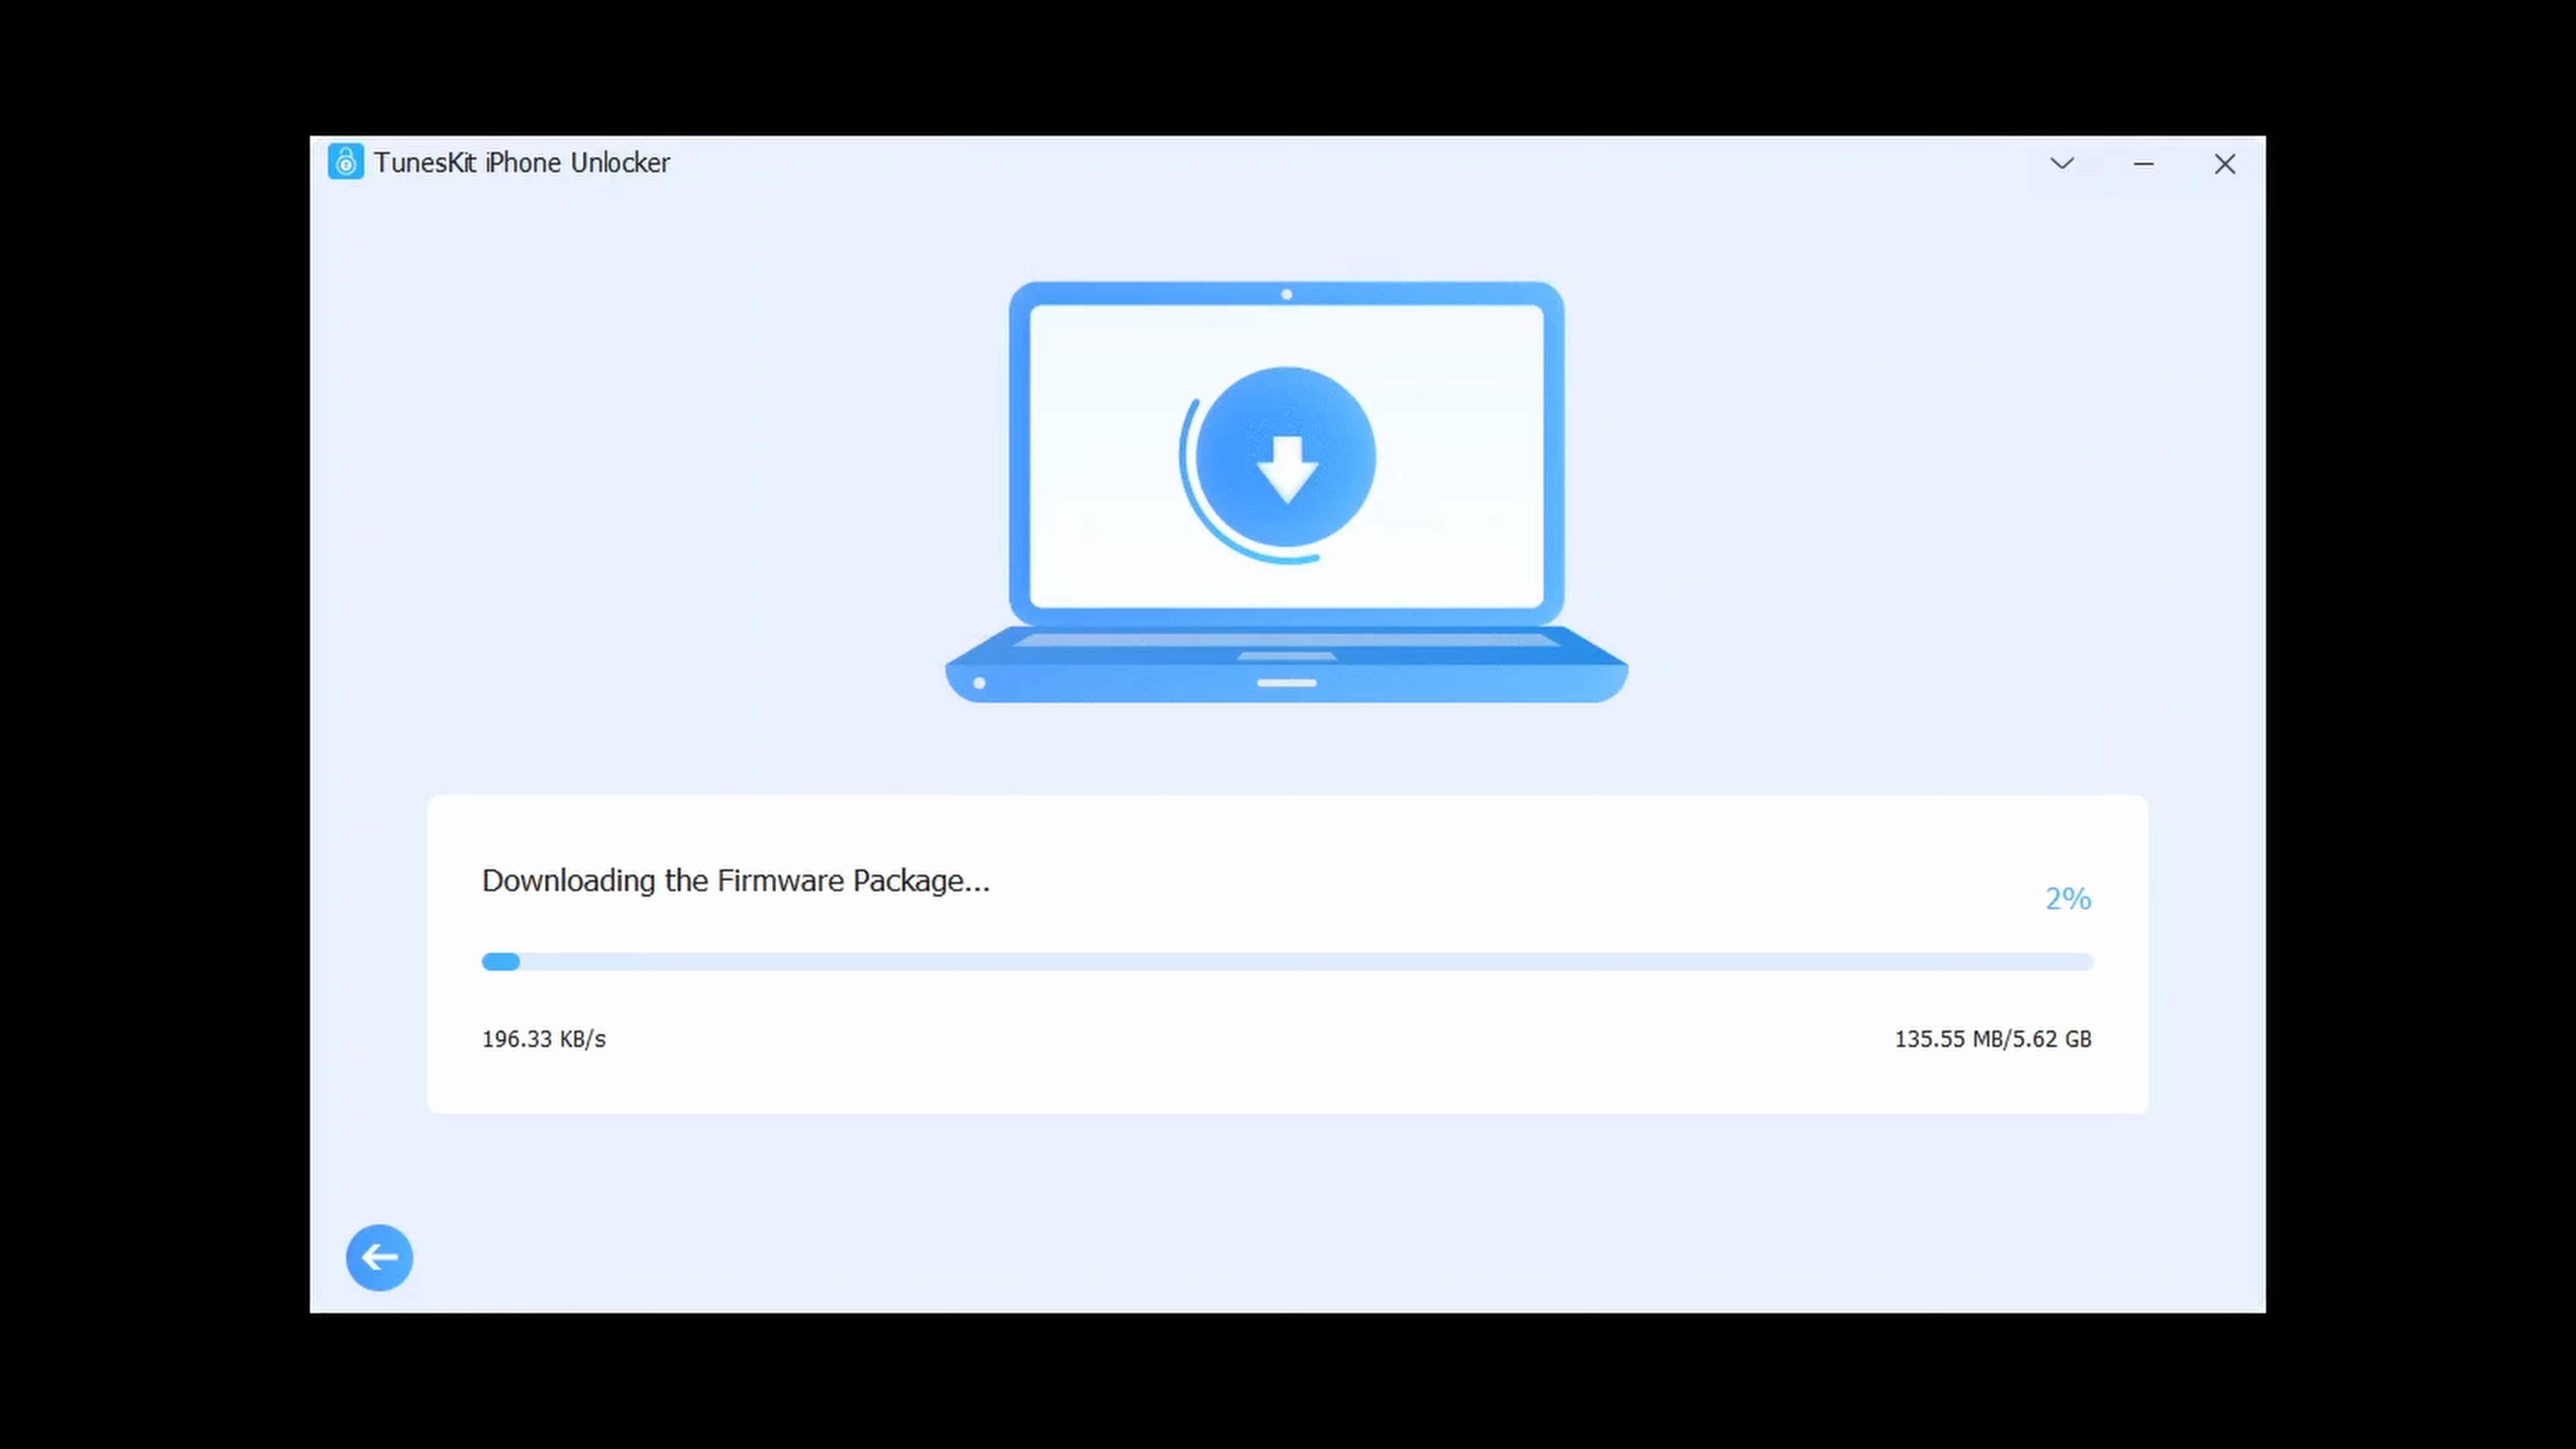 TunesKit iPhone Unlocker
Downloading the Firmware Package...
2%
196.33 KB/s
135.55 MB/5.62 GB